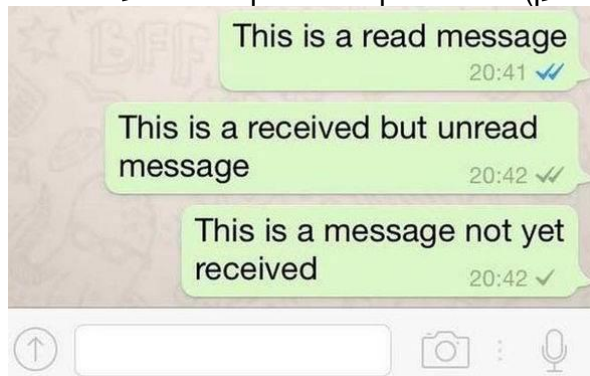 BFF
This is a read message
20:41
This is a received but unread
message
20:42
This is a message not yet
received
20:42